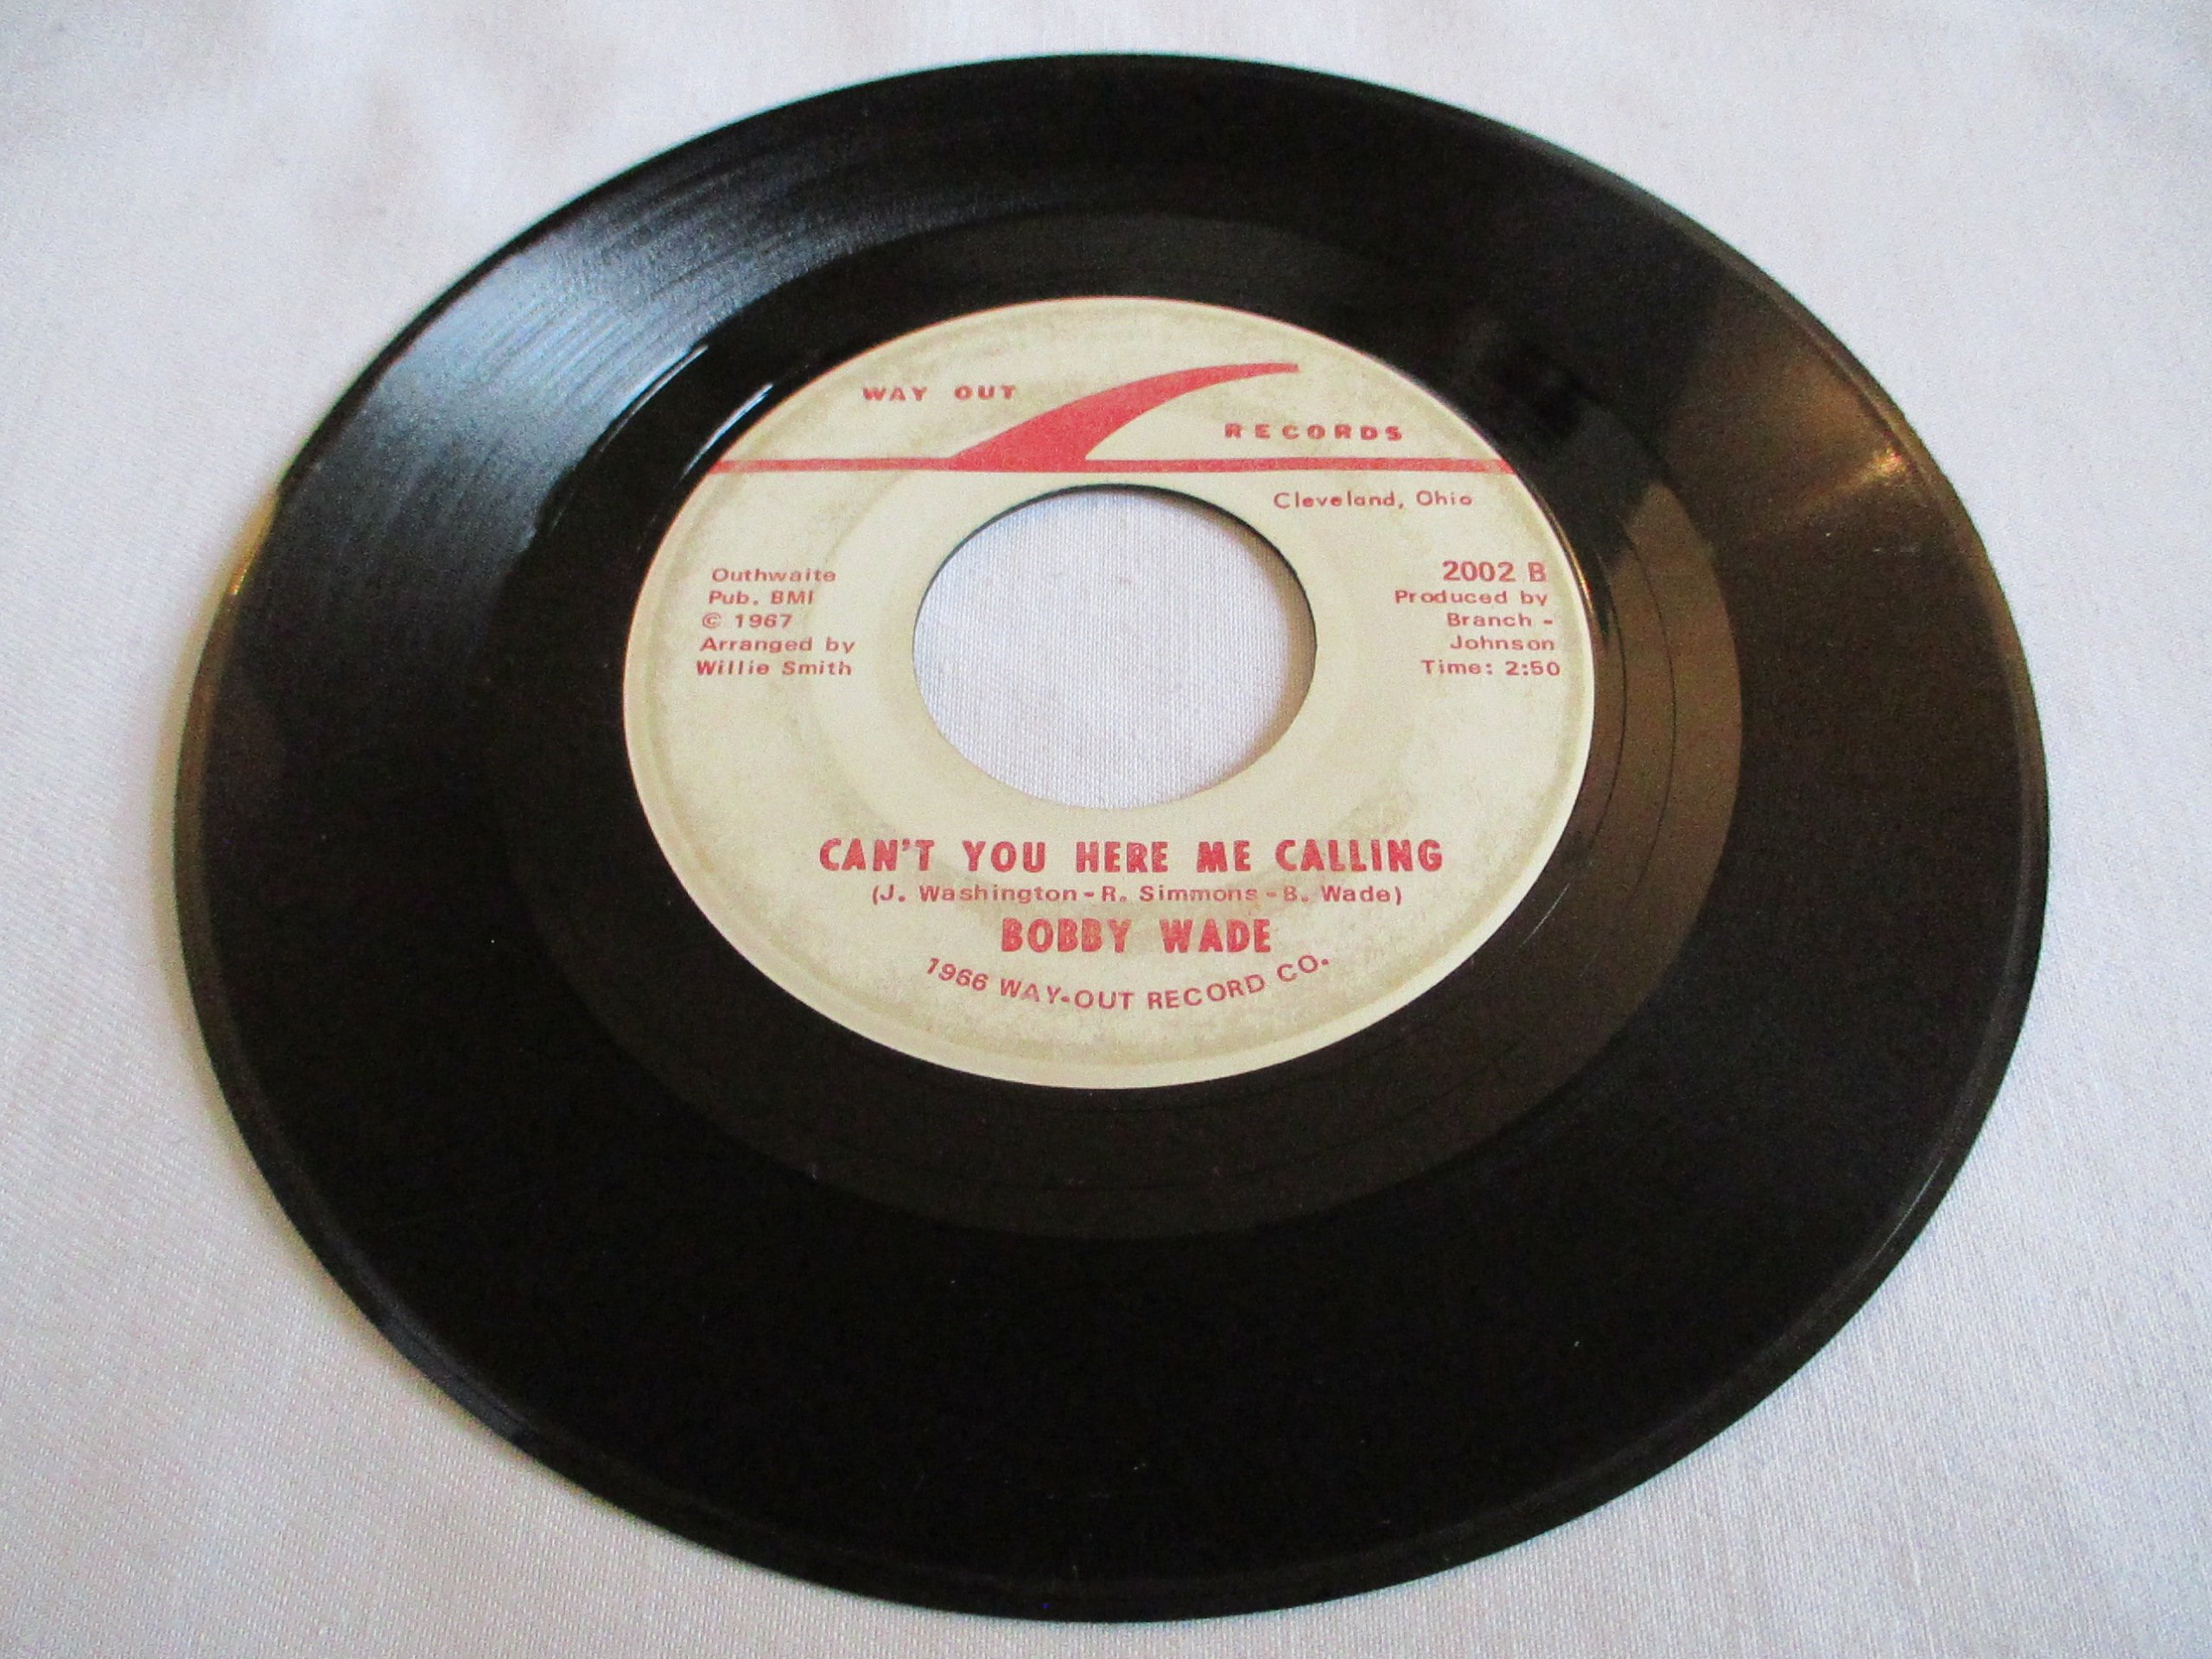 WAY OUT
RECORDS
Cleveland, Ohio
Outhwaite
Pub. BMI
© 1967
Arranged by
Willie Smith
2002 B
Produced by
Branch -
Johnson
Time: 2:50
CAN'T YOU HERE ME CALLING
(J. Washington - R. Simmons - B. Wade)
BOBBY WADE
1966 WAY-OUT RECORD CO.